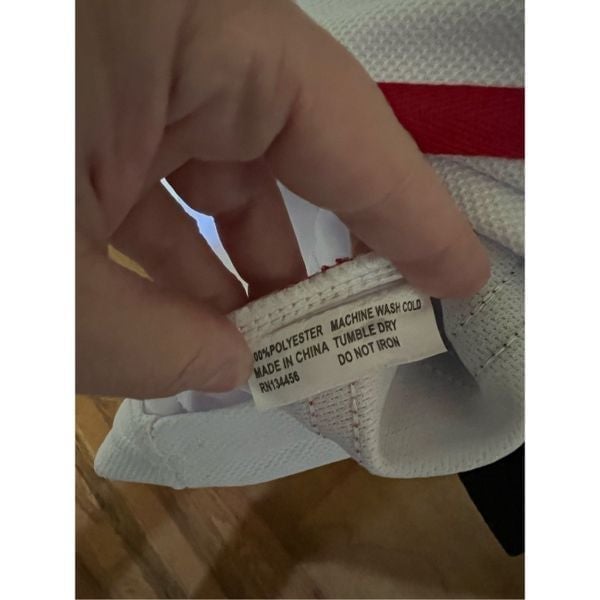 00%POLYESTER MACHINE WASH COLD
MADE IN CHINA TUMBLE DRY
RN134456 DO NOT IRON